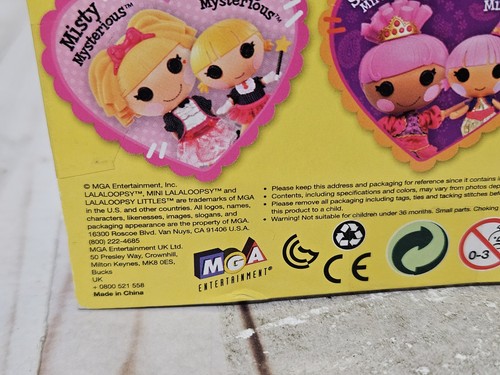 Misty
Mysterious™
Mysterious™
© MGA Entertainment, Inc.
LALALOOPSY, MINI LALALOOPSY and
LALALOOPSY LITTLES™ are trademarks of MGA
in the U.S. and other countries. All logos, names,
characters, likenesses, images, slogans, and
packaging appearance are the property of MGA.
16300 Roscoe Blvd. Van Nuys, CA 91406 U.S.A.
(800) 222-4685
MGA Entertainment UK Ltd.
50 Presley Way, Crownhill,
Milton Keynes, MK8 0ES,
Bucks
UK
+ 0800 521 558
Made in China
• Please keep this address and packaging for reference since it contains
• Contents, including specifications and colors, may vary from photos
• Please remove all packaging including tags, ties and tacking stitches before
this product to a child.
• Warning! Not suitable for children under 36 months. Small parts. Choking
MGA
ENTERTAINMENT®
CE
0-3